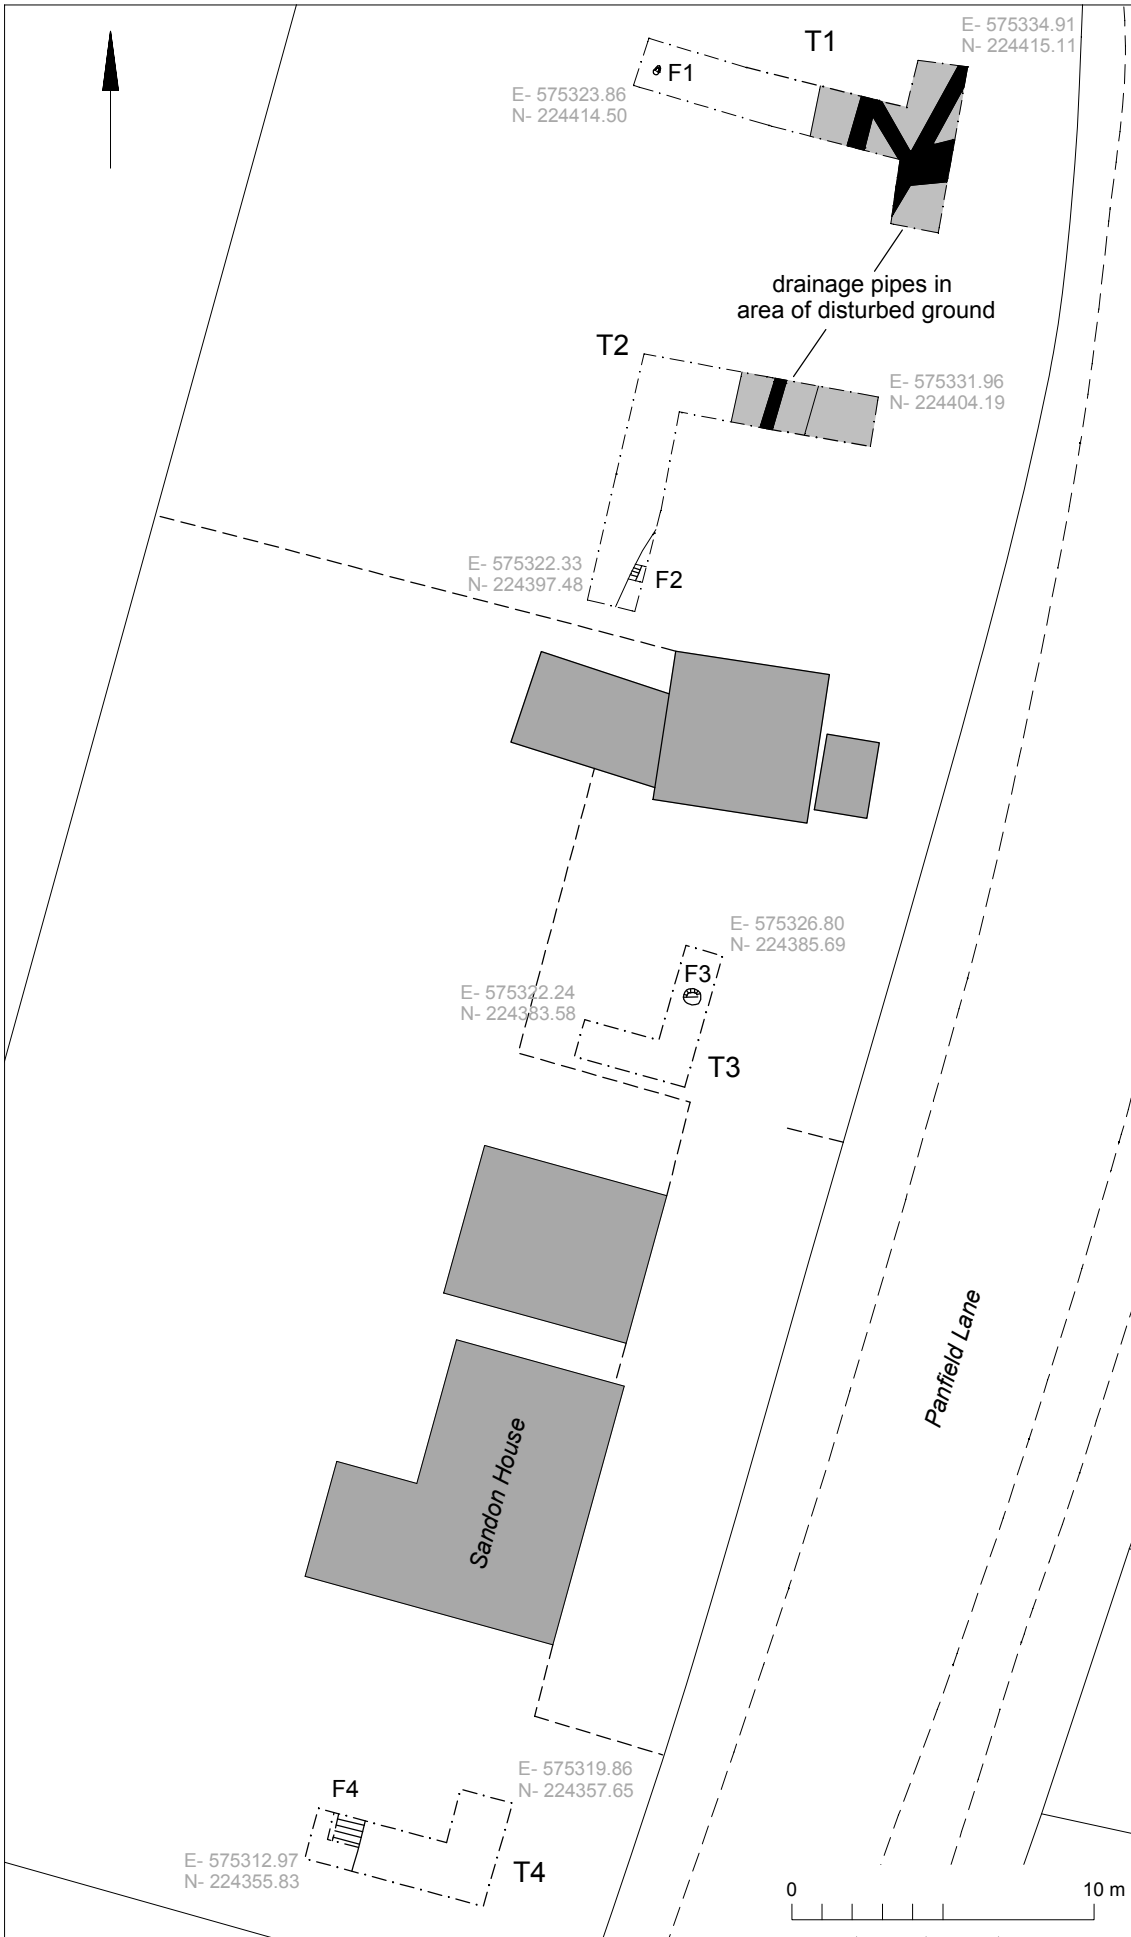 E- 575334.91
N- 224415.11
T1
F1
E- 575323.86
N- 224414.50
drainage pipes in
area of disturbed ground
T2
E- 575331.96
N- 224404.19
E- 575322.33
N- 224397.48
F2
E- 575326.80
N- 224385.69
F3
E- 575322.24
N- 224383.58
T3
Panfield Lane
Sandon House
E- 575319.86
N- 224357.65
F4
E- 575312.97
N- 224355.83
T4
0 10 m